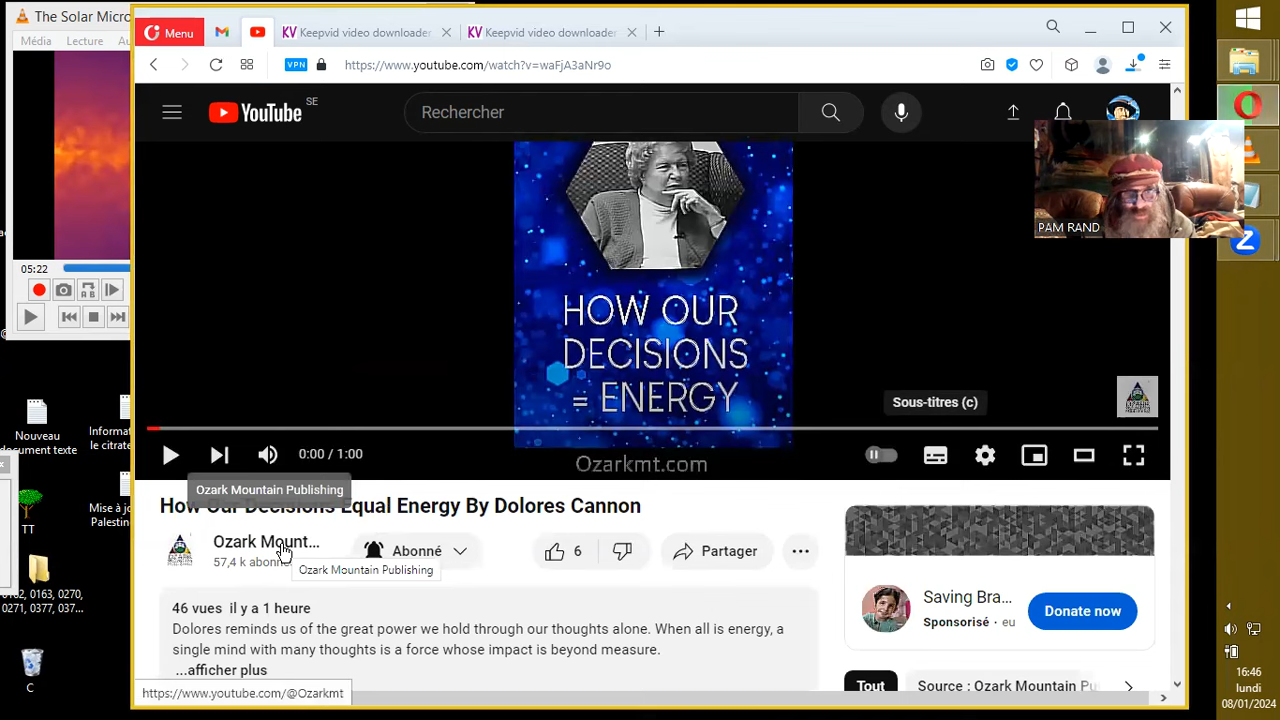 The Solar Micro
Média Lecture Au
05:22
Menu
Keepvid video downloader
Keepvid video downloader
VPN
https://www.youtube.com/watch?v=waFjA3aNr9o
YouTube SE
Rechercher
PAM RAND
HOW OUR
DECISIONS
= ENERGY
Sous-titres (c)
0:00 / 1:00
Ozarkmt.com
Ozark Mountain Publishing
How Our Decisions Equal Energy By Dolores Cannon
Ozark Mount...
57,4 k abonn
Ozark Mountain Publishing
Abonné
6
Partager
46 vues il y a 1 heure
Dolores reminds us of the great power we hold through our thoughts alone. When all is energy, a
single mind with many thoughts is a force whose impact is beyond measure.
...afficher plus
https://www.youtube.com/@Ozarkmt
Saving Bra...
Sponsorisé • eu
Donate now
Tout
Source : Ozark Mountain Pu
Nouveau
document texte
Informat
le citrate
Mise à jo
Palestin
TT
0162, 0163, 0270,
0271, 0377, 037...
C
16:46
lundi
08/01/2024